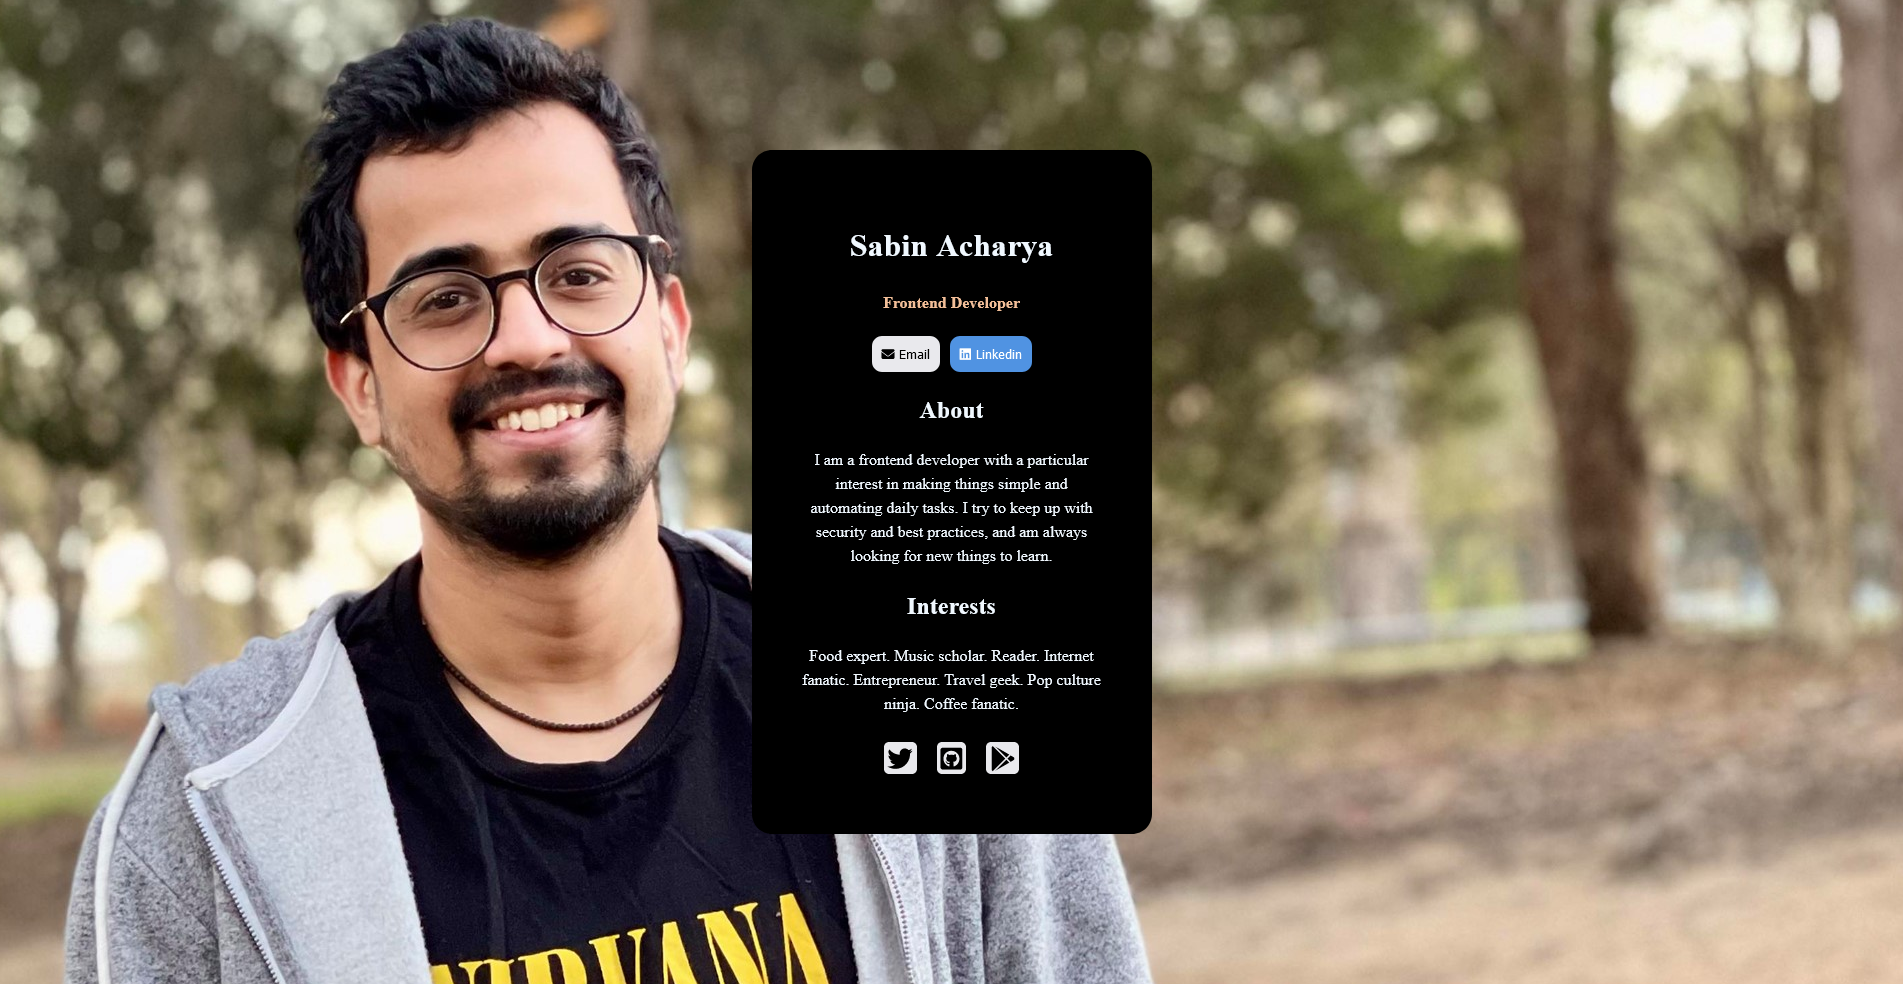 Sabin Acharya
Frontend Developer
Email
Linkedin
About
I am a frontend developer with a particular
interest in making things simple and
automating daily tasks. I try to keep up with
security and best practices, and am always
looking for new things to learn.
Interests
Food expert. Music scholar. Reader. Internet
fanatic. Entrepreneur. Travel geek. Pop culture
ninja. Coffee fanatic.
NIRVANA